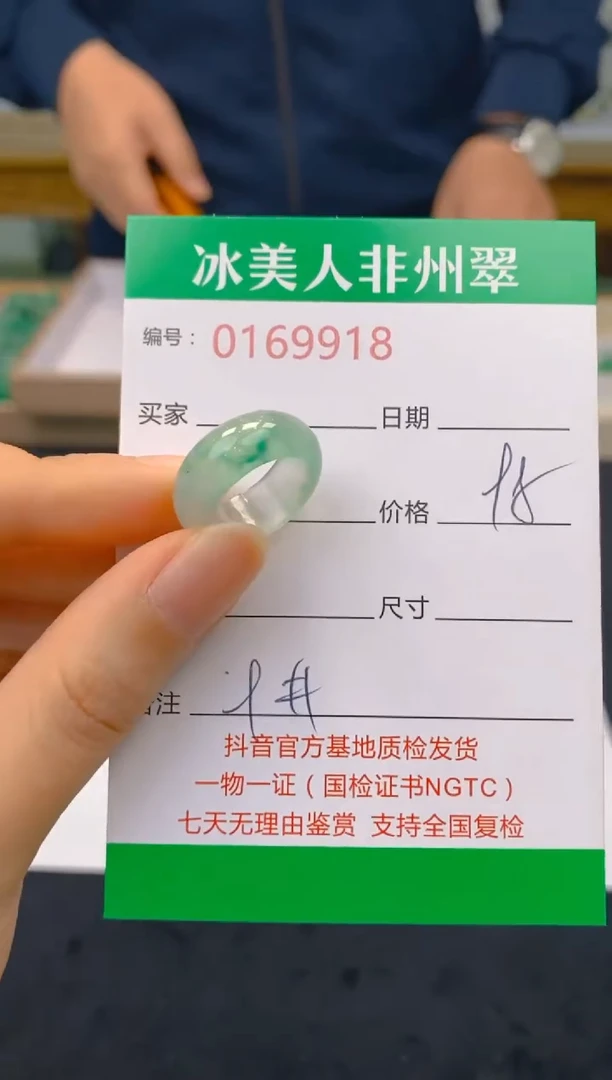 冰美人非州翠
编号： 0169918
买家 日期
价格
尺寸
注
抖音官方基地质检发货
一物一证（国检证书NGTC）
七天无理由鉴赏 支持全国复检